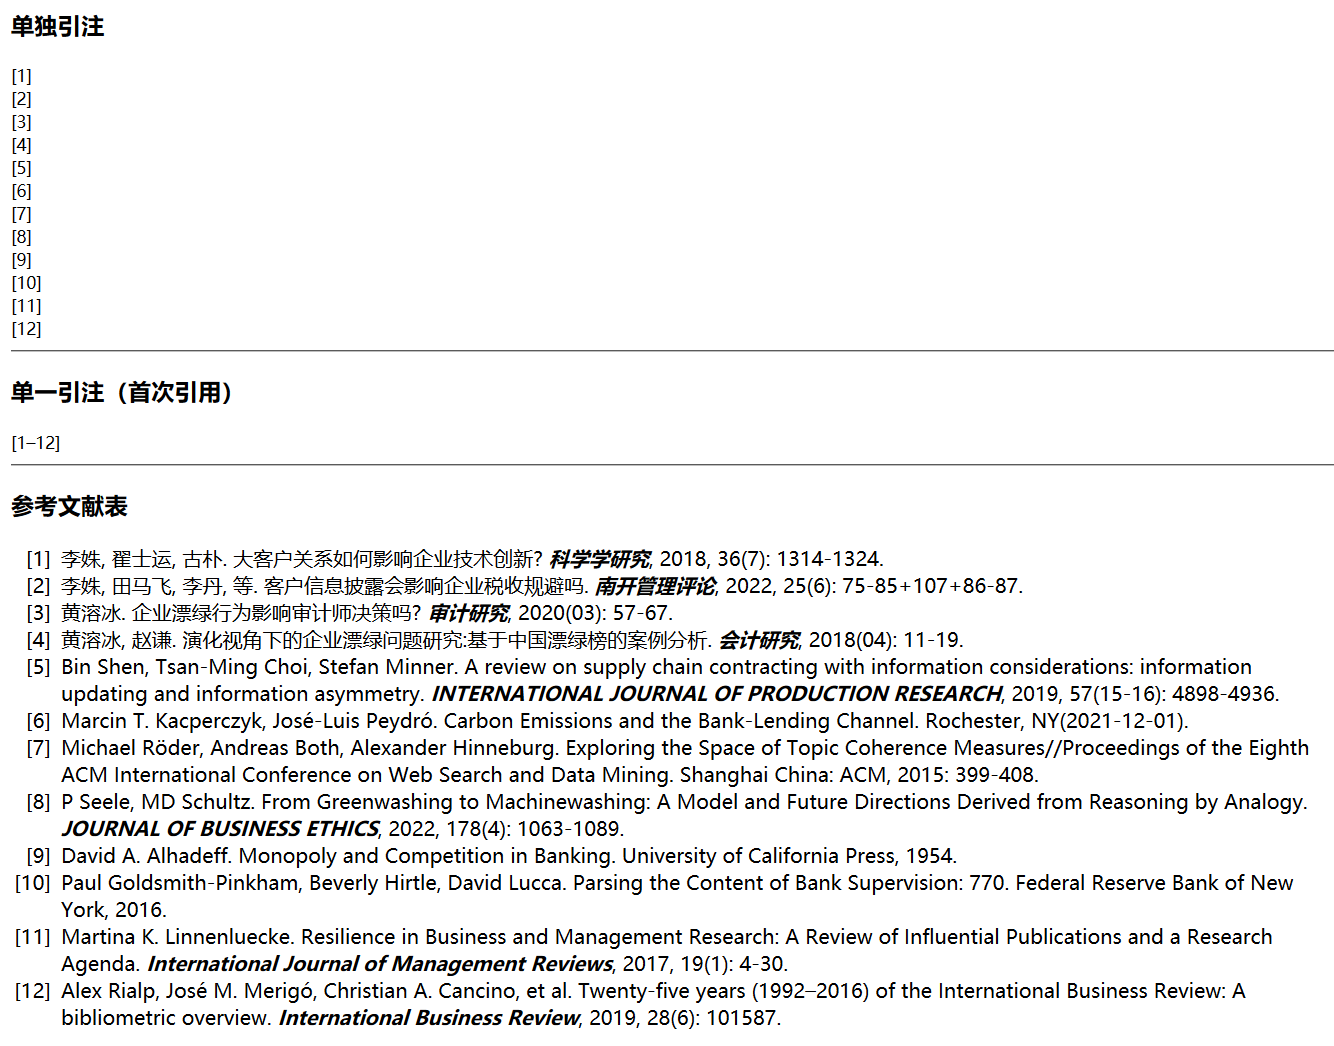 单独引注
[1]
[2]
[3]
[4]
[5]
[6]
[7]
[8]
[9]
[10]
[11]
[12]
单一引注（首次引用）
[1–12]
参考文献表
[1] 李姝, 翟士运, 古朴. 大客户关系如何影响企业技术创新? 科学学研究, 2018, 36(7): 1314-1324.
[2] 李姝, 田马飞, 李丹, 等. 客户信息披露会影响企业税收规避吗. 南开管理评论, 2022, 25(6): 75-85+107+86-87.
[3] 黄溶冰. 企业漂绿行为影响审计师决策吗? 审计研究, 2020(03): 57-67.
[4] 黄溶冰, 赵谦. 演化视角下的企业漂绿问题研究:基于中国漂绿榜的案例分析. 会计研究, 2018(04): 11-19.
[5] Bin Shen, Tsan-Ming Choi, Stefan Minner. A review on supply chain contracting with information considerations: information
updating and information asymmetry. INTERNATIONAL JOURNAL OF PRODUCTION RESEARCH, 2019, 57(15-16): 4898-4936.
[6] Marcin T. Kacperczyk, José-Luis Peydró. Carbon Emissions and the Bank-Lending Channel. Rochester, NY(2021-12-01).
[7] Michael Röder, Andreas Both, Alexander Hinneburg. Exploring the Space of Topic Coherence Measures//Proceedings of the Eighth
ACM International Conference on Web Search and Data Mining. Shanghai China: ACM, 2015: 399-408.
[8] P Seele, MD Schultz. From Greenwashing to Machinewashing: A Model and Future Directions Derived from Reasoning by Analogy.
JOURNAL OF BUSINESS ETHICS, 2022, 178(4): 1063-1089.
[9] David A. Alhadeff. Monopoly and Competition in Banking. University of California Press, 1954.
[10] Paul Goldsmith-Pinkham, Beverly Hirtle, David Lucca. Parsing the Content of Bank Supervision: 770. Federal Reserve Bank of New
York, 2016.
[11] Martina K. Linnenluecke. Resilience in Business and Management Research: A Review of Influential Publications and a Research
Agenda. International Journal of Management Reviews, 2017, 19(1): 4-30.
[12] Alex Rialp, José M. Merigó, Christian A. Cancino, et al. Twenty-five years (1992–2016) of the International Business Review: A
bibliometric overview. International Business Review, 2019, 28(6): 101587.